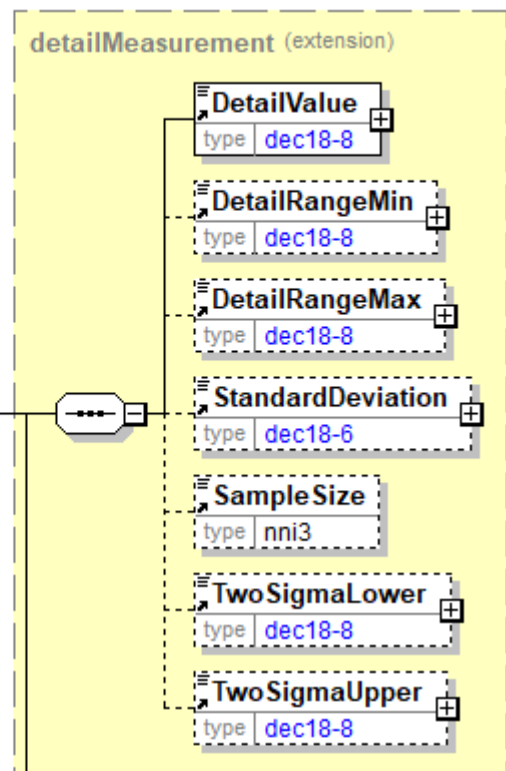 detailMeasurement (extension)
DetailValue
type dec18-8
DetailRangeMin
type dec18-8
DetailRangeMax
type dec18-8
StandardDeviation
type dec18-6
SampleSize
type nni3
TwoSigmaLower
type dec18-8
TwoSigmaUpper
type dec18-8